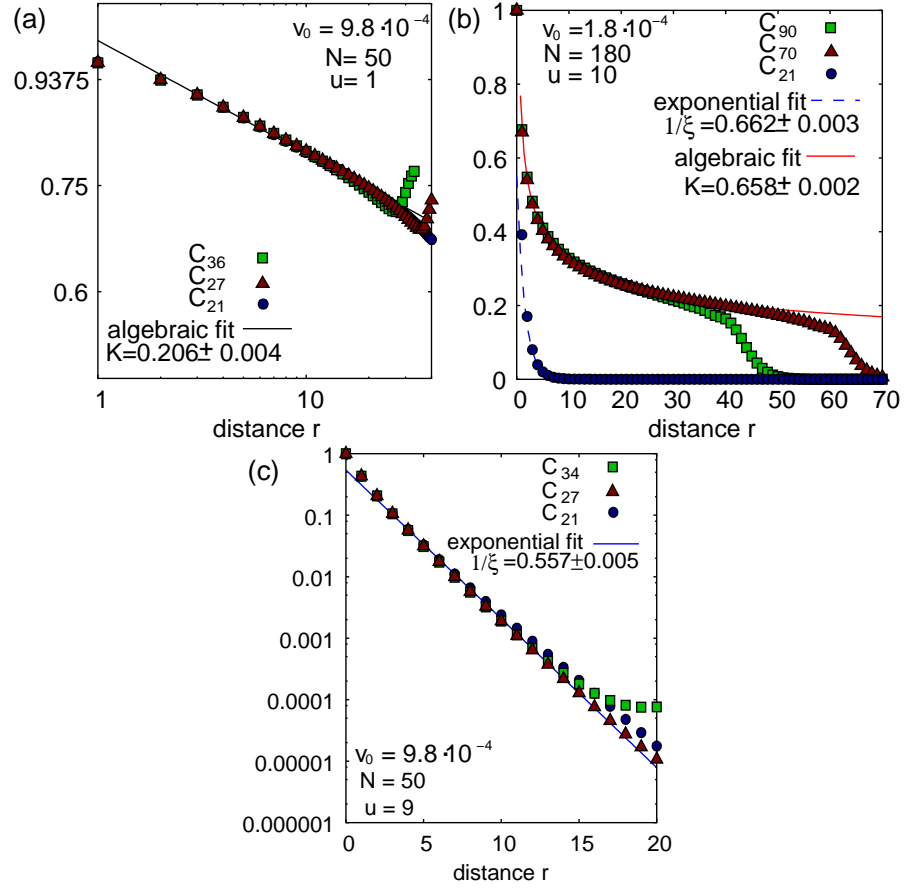 (a)
v₀ = 9.8·10⁻⁴
N= 50
u= 1
0.9375
0.75
0.6
C₃₆
C₂₇
C₂₁
algebraic fit
K=0.206± 0.004
1
10
distance r
(b)
v₀=1.8·10⁻⁴
N= 180
u= 10
C₉₀
C₇₀
C₂₁
exponential fit
1/ξ =0.662± 0.003
algebraic fit
K=0.658± 0.002
1
0.8
0.6
0.4
0.2
0
0 10 20 30 40 50 60 70
distance r
(c)
C₃₄
C₂₇
C₂₁
exponential fit
1/ξ =0.557±0.005
1
0.1
0.01
0.001
0.0001
0.00001
0.000001
v₀ = 9.8·10⁻⁴
N = 50
u = 9
0 5 10 15 20
distance r